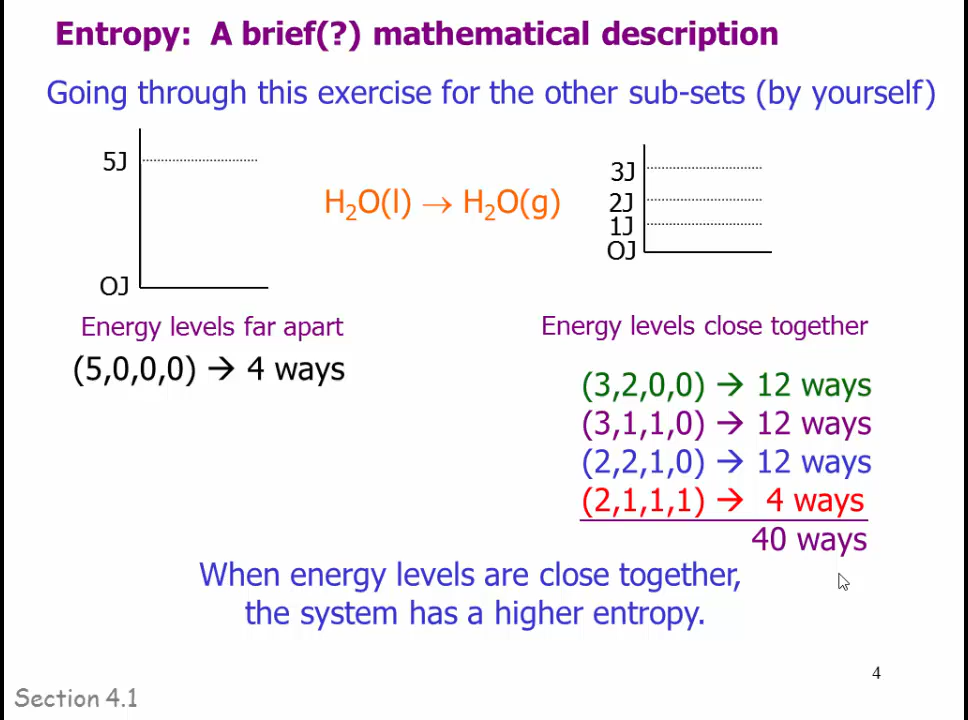 Entropy: A brief(?) mathematical description
Going through this exercise for the other sub-sets (by yourself)
5J
OJ
H₂O(l) → H₂O(g)
3J
2J
1J
OJ
Energy levels far apart
(5,0,0,0) → 4 ways
Energy levels close together
(3,2,0,0) → 12 ways
(3,1,1,0) → 12 ways
(2,2,1,0) → 12 ways
(2,1,1,1) → 4 ways
40 ways
When energy levels are close together,
the system has a higher entropy.
4
Section 4.1